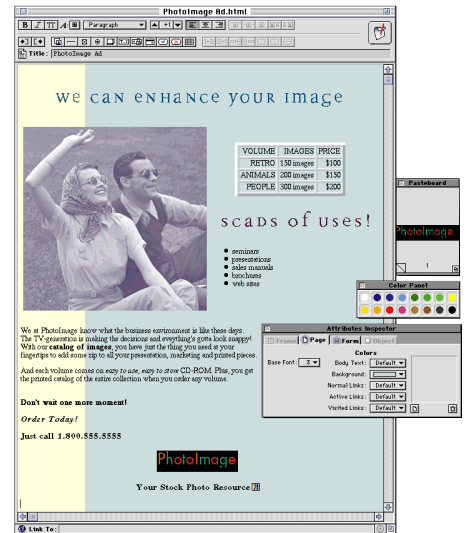 PhotoImage Ad.html
B I TT A
Paragraph +1
Title: PhotoImage Ad
we can enhance your image
VOLUME IMAGES PRICE
RETRO 150 images $100
ANIMALS 200 images $150
PEOPLE 300 images $200
scads of uses!
seminars
presentations
sales manuals
brochures
web sites
We at PhotoImage know what the business environment is like these days.
The TV-generation is making the decisions and eveything's gotta look snappy!
With our catalog of images, you have just the thing you need at your
fingertips to add some zip to all your presentation, marketing and printed pieces.
And each volume comes on easy to use, easy to store CD-ROM. Plus, you get
the printed catalog of the entire collection when you order any volume.
Don't wait one more moment!
Order Today!
Just call 1.800.555.5555
PhotoImage
Your Stock Photo Resource
Link To:
Pasteboard
PhotoImage
1
Color Panel
Attributes Inspector
Frame Page Form Object
Colors
Base Font: 3 Body Text: Default
Background:
Normal Links: Default
Active Links: Default
Visited Links: Default